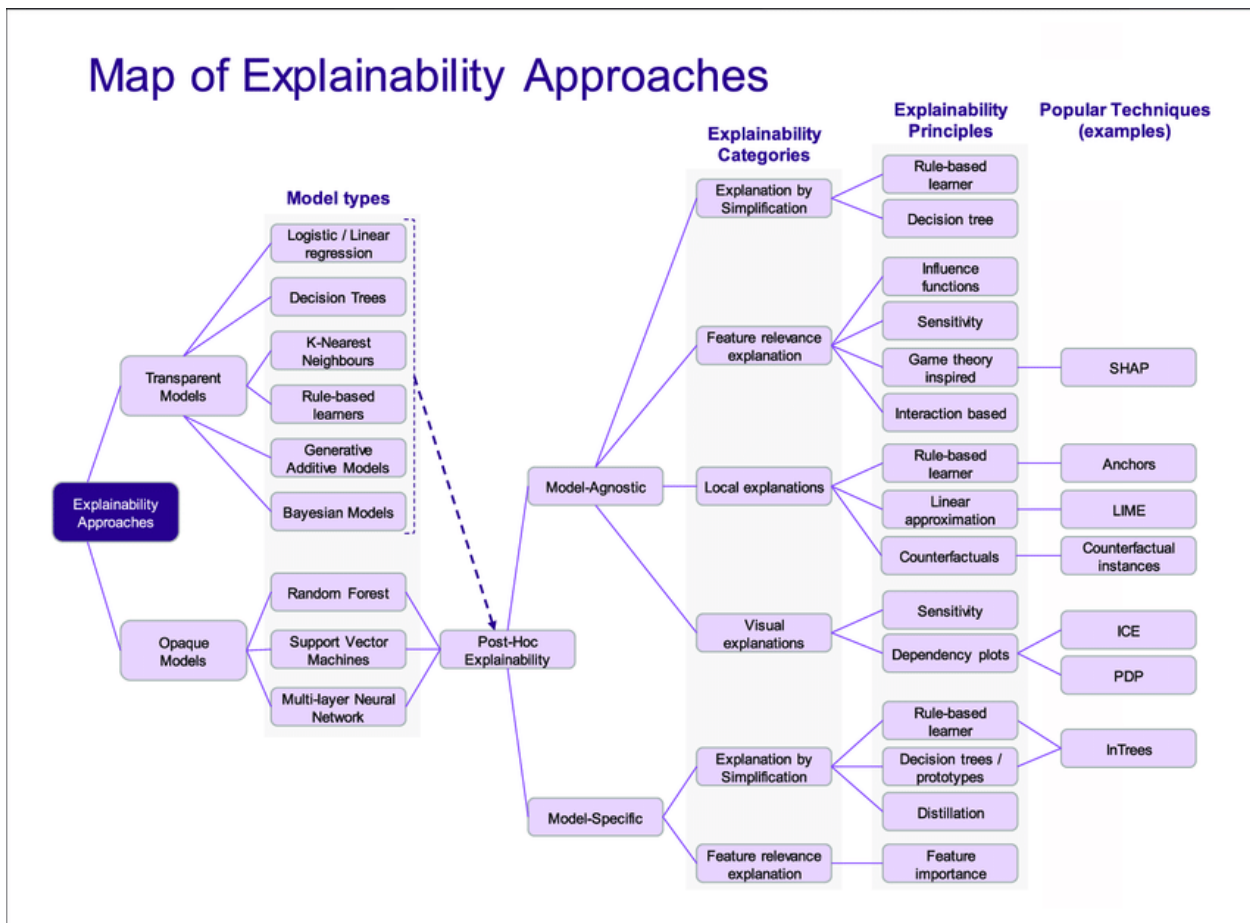 Map of Explainability Approaches
Explainability
Categories
Explainability
Principles
Popular Techniques
(examples)
Model types
Explainability
Approaches
Transparent
Models
Opaque
Models
Logistic / Linear
regression
Decision Trees
K-Nearest
Neighbours
Rule-based
learners
Generative
Additive Models
Bayesian Models
Random Forest
Support Vector
Machines
Multi-layer Neural
Network
Post-Hoc
Explainability
Model-Agnostic
Model-Specific
Explanation by
Simplification
Rule-based
learner
Decision tree
Feature relevance
explanation
Influence
functions
Sensitivity
Game theory
inspired
SHAP
Interaction based
Local explanations
Rule-based
learner
Anchors
Linear
approximation
LIME
Counterfactuals
Counterfactual
instances
Visual
explanations
Sensitivity
Dependency plots
ICE
PDP
Explanation by
Simplification
Rule-based
learner
Decision trees /
prototypes
InTrees
Distillation
Feature relevance
explanation
Feature
importance